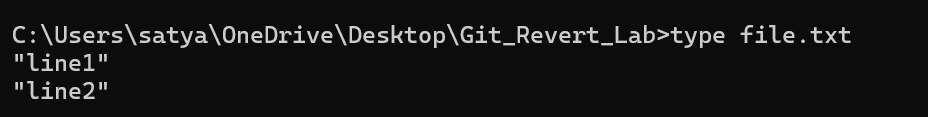 C:\Users\satya\OneDrive\Desktop\Git_Revert_Lab>type file.txt
"line1"
"line2"